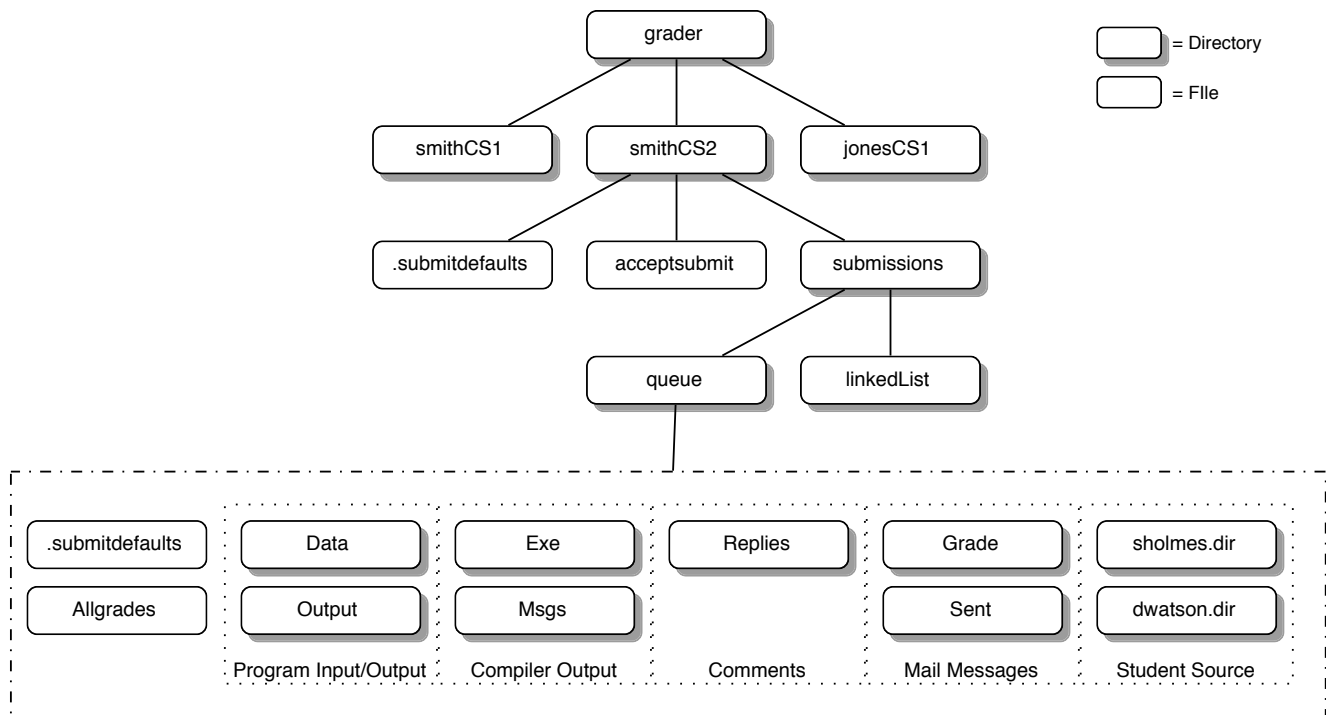 grader
= Directory
= FIle
smithCS1
smithCS2
jonesCS1
.submitdefaults
acceptsubmit
submissions
queue
linkedList
.submitdefaults
Data
Exe
Replies
Grade
sholmes.dir
Allgrades
Output
Msgs
Sent
dwatson.dir
Program Input/Output
Compiler Output
Comments
Mail Messages
Student Source